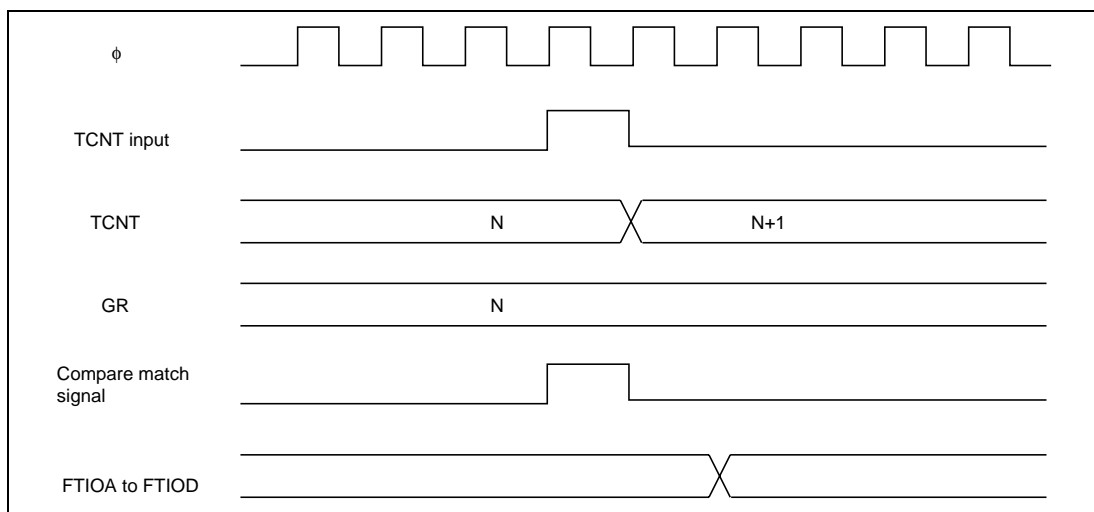 ϕ
TCNT input
TCNT
N
N+1
GR
N
Compare match
signal
FTIOA to FTIOD